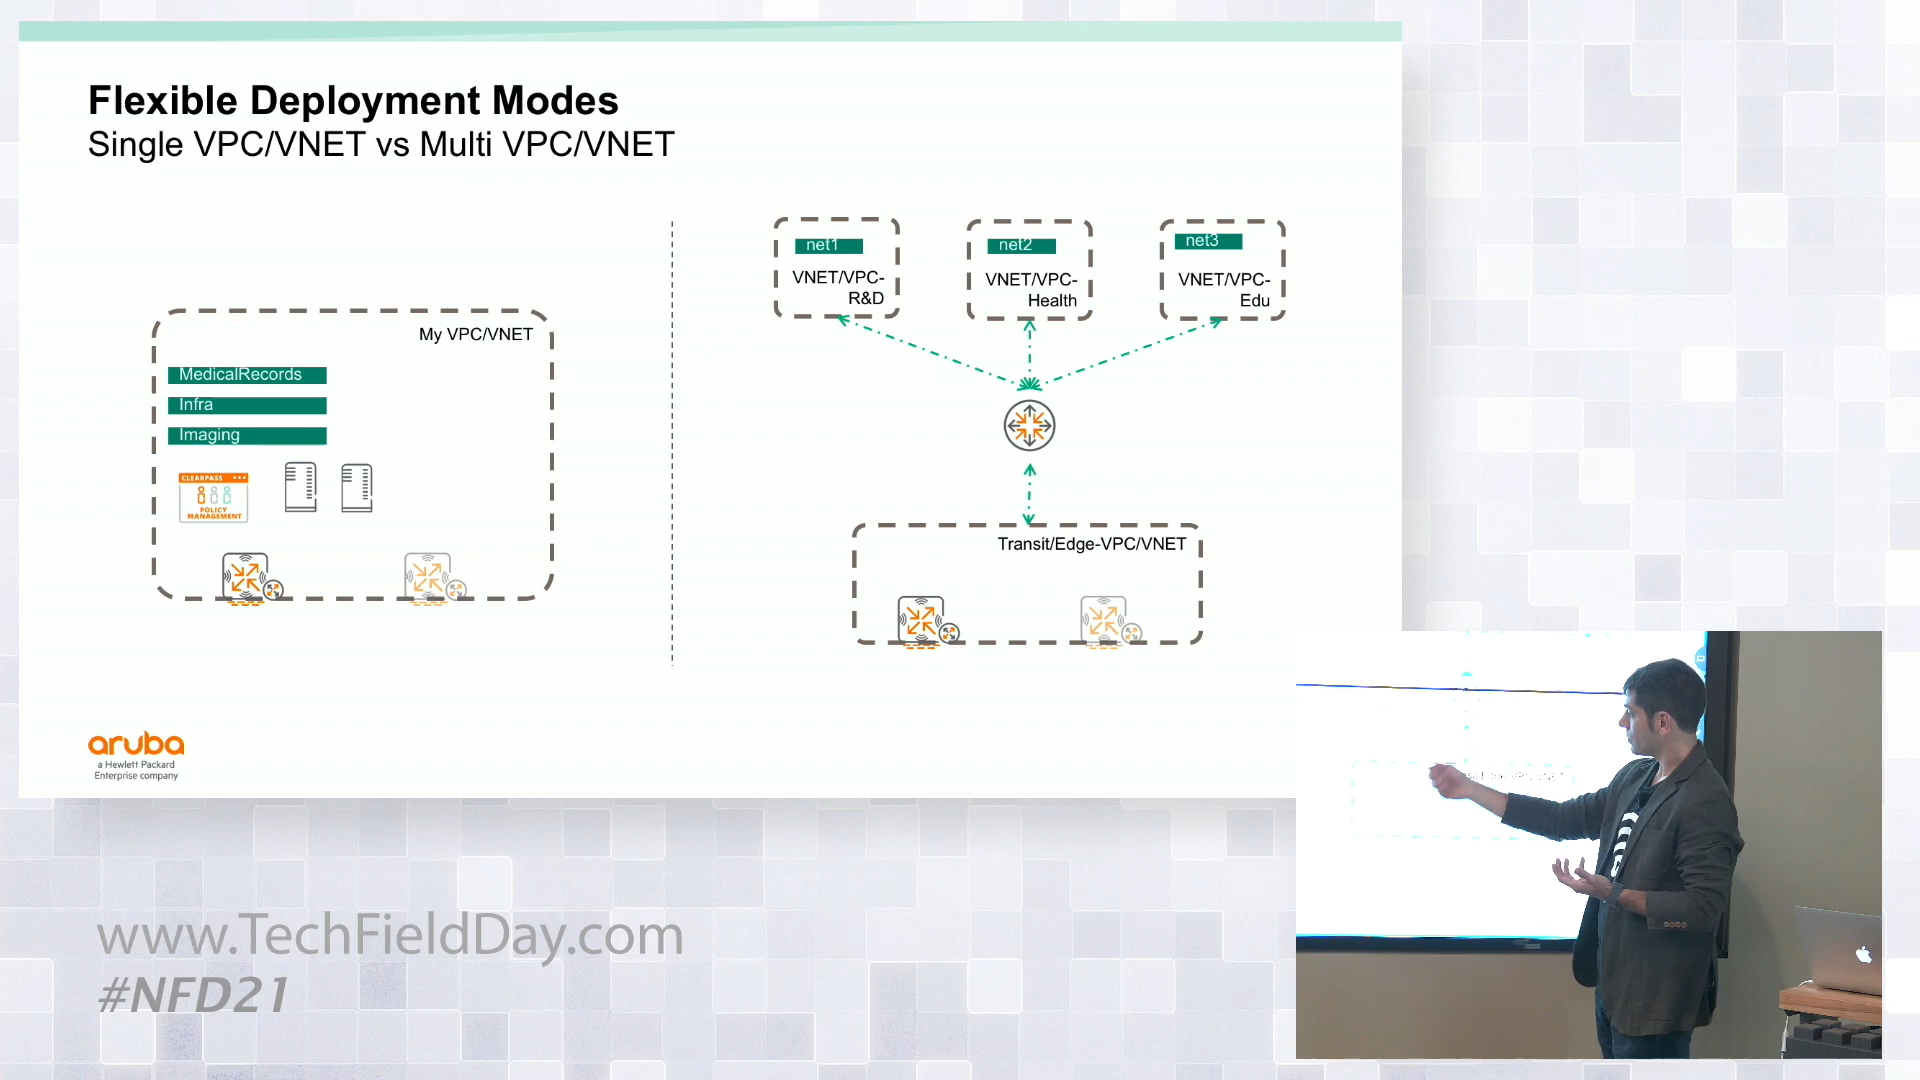 Flexible Deployment Modes
Single VPC/VNET vs Multi VPC/VNET
My VPC/VNET
MedicalRecords
Infra
Imaging
CLEARPASS
POLICY
MANAGEMENT
net1
VNET/VPC-
R&D
net2
VNET/VPC-
Health
net3
VNET/VPC-
Edu
Transit/Edge-VPC/VNET
aruba
a Hewlett Packard
Enterprise company
www.TechFieldDay.com
#NFD21